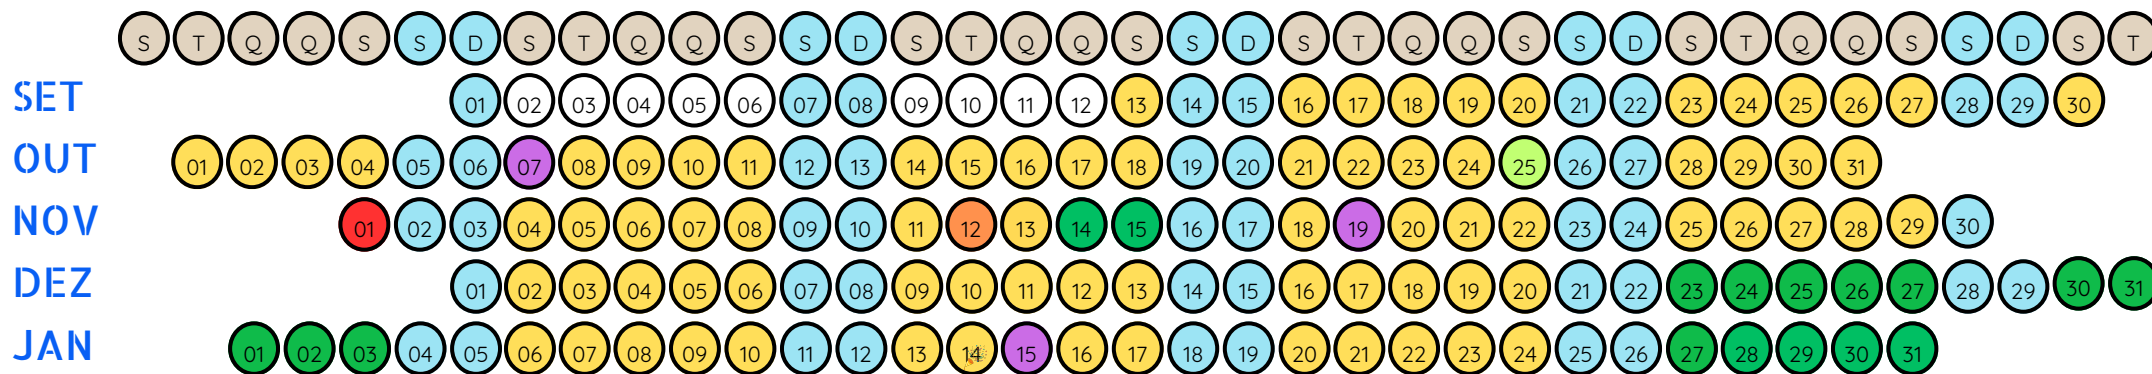 S T Q Q S S D S T Q Q S S D S T Q Q S S D S T Q Q S S D S T Q Q S S D S T
SET 01 02 03 04 05 06 07 08 09 10 11 12 13 14 15 16 17 18 19 20 21 22 23 24 25 26 27 28 29 30
OUT 01 02 03 04 05 06 07 08 09 10 11 12 13 14 15 16 17 18 19 20 21 22 23 24 25 26 27 28 29 30 31
NOV 01 02 03 04 05 06 07 08 09 10 11 12 13 14 15 16 17 18 19 20 21 22 23 24 25 26 27 28 29 30
DEZ 01 02 03 04 05 06 07 08 09 10 11 12 13 14 15 16 17 18 19 20 21 22 23 24 25 26 27 28 29 30 31
JAN 01 02 03 04 05 06 07 08 09 10 11 12 13 14 15 16 17 18 19 20 21 22 23 24 25 26 27 28 29 30 31